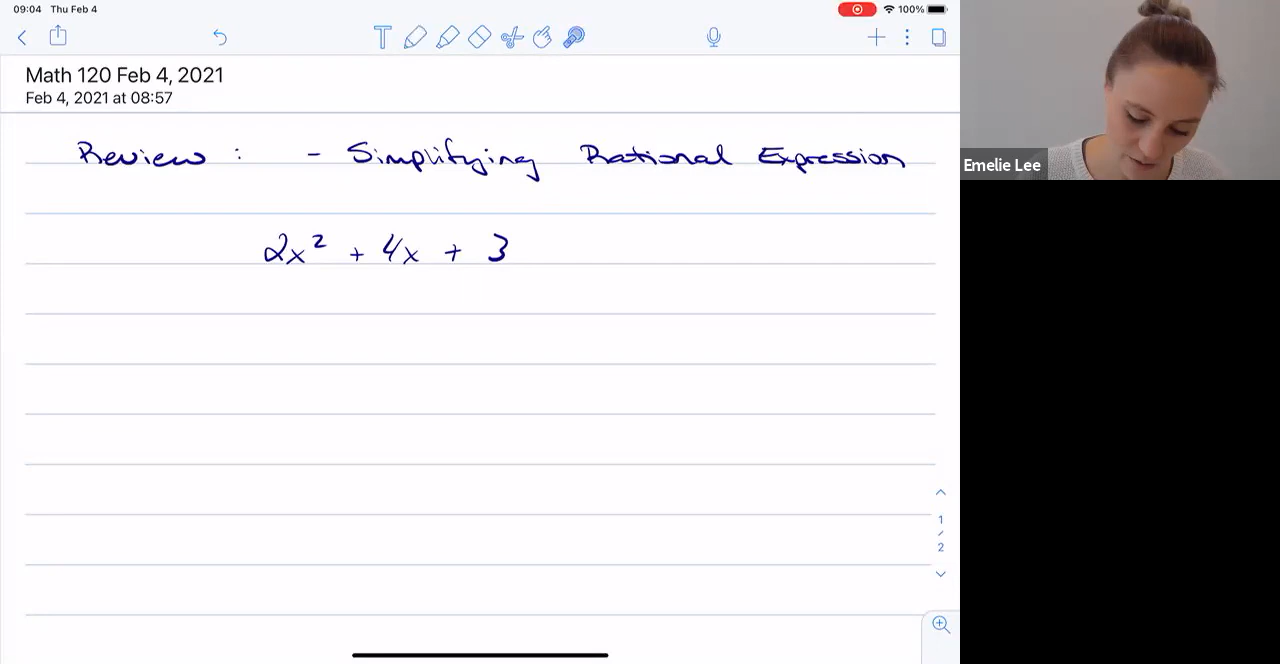 09:04 Thu Feb 4
100%
Math 120 Feb 4, 2021
Feb 4, 2021 at 08:57
Review : - Simplifying Rational Expression
2x² + 4x + 3
1
/
2
Emelie Lee